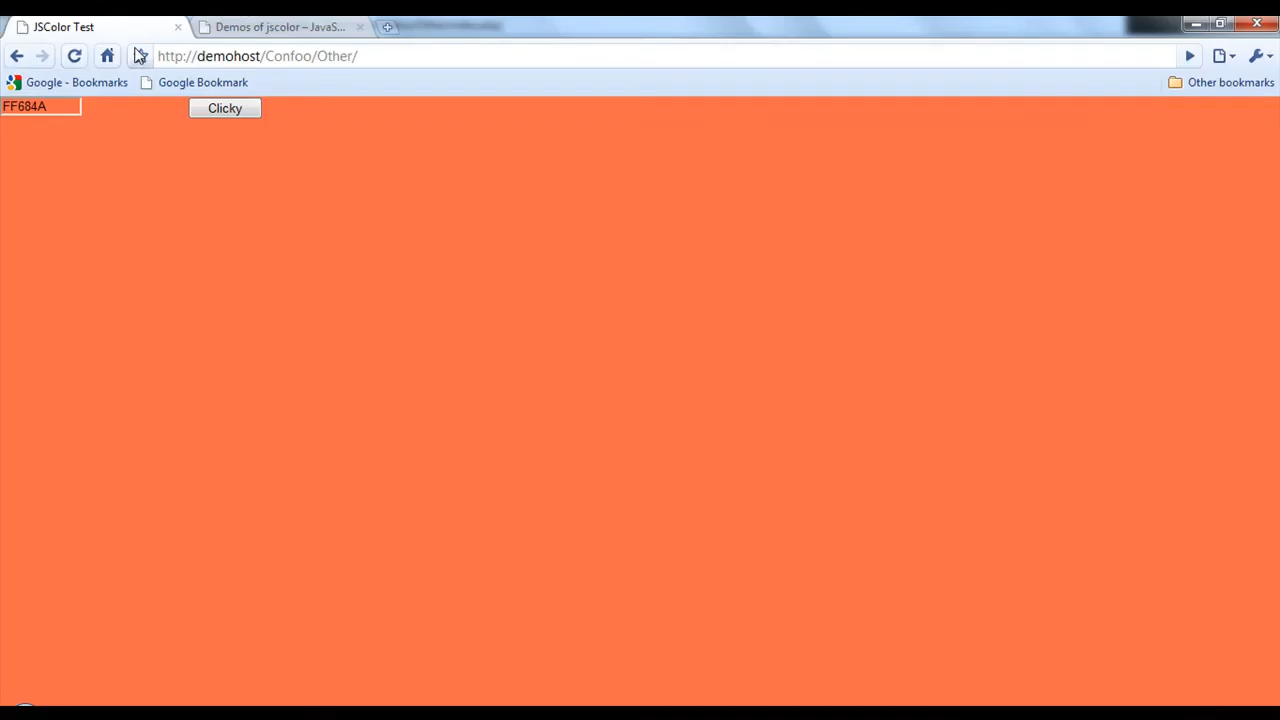 JSColor Test
Demos of jscolor – JavaS...
http://demohost/Confoo/Other/
Google - Bookmarks
Google Bookmark
Other bookmarks
FF684A
Clicky